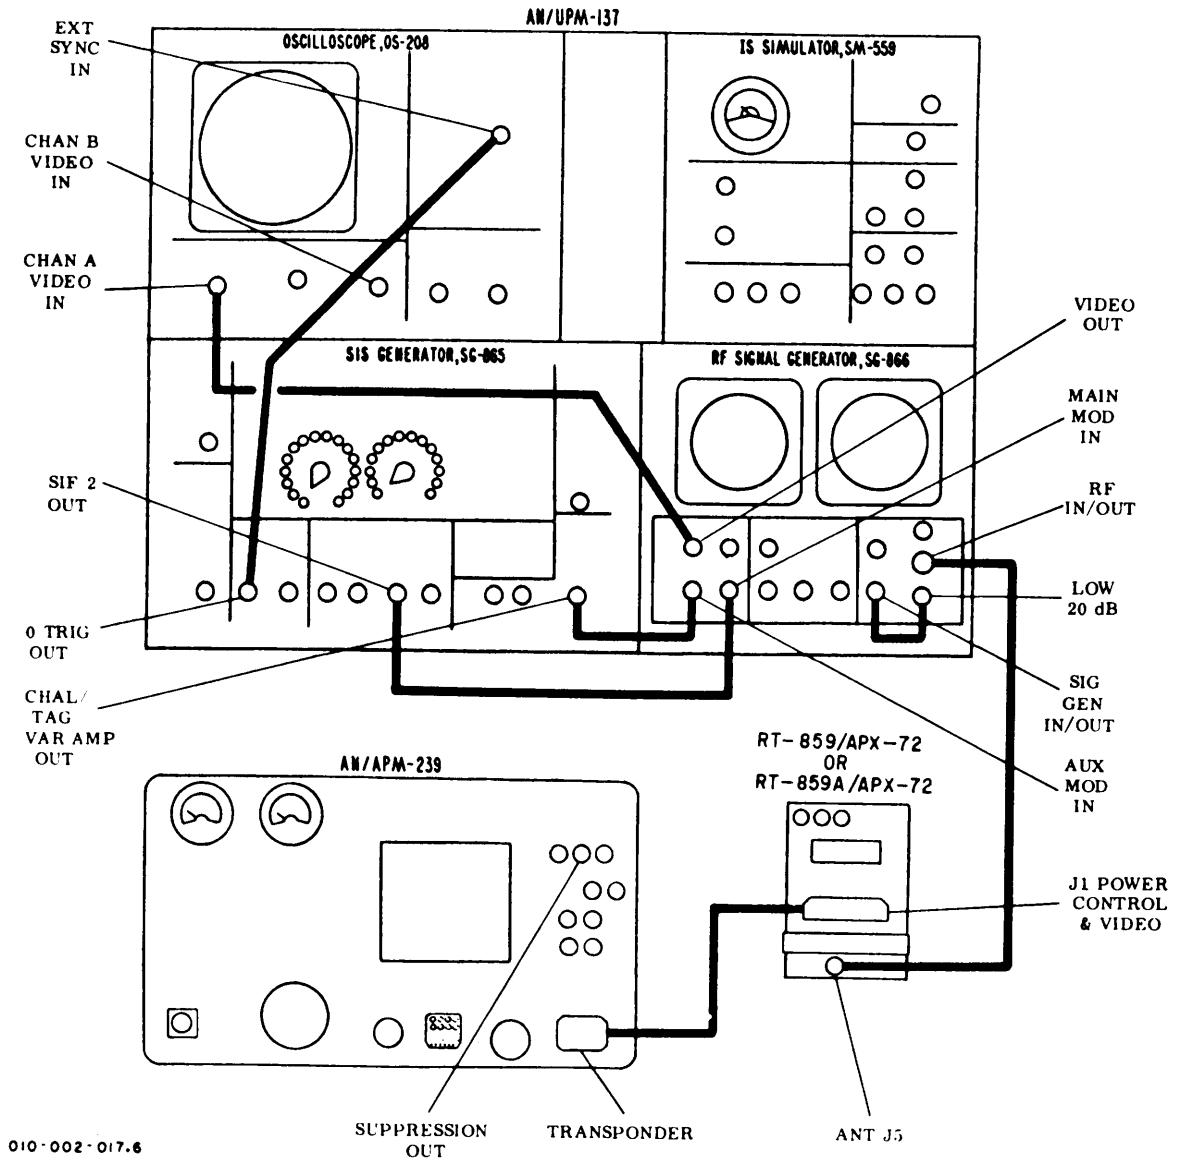 AN/UPM-137
EXT
SYNC
IN
OSCILLOSCOPE, OS-208
IS SIMULATOR, SM-559
CHAN B
VIDEO
IN
CHAN A
VIDEO
IN
VIDEO
OUT
SIS GENERATOR, SG-865
RF SIGNAL GENERATOR, SG-866
MAIN
MOD
IN
SIF 2
OUT
RF
IN/OUT
LOW
20 dB
0 TRIG
OUT
CHAL/
TAG
VAR AMP
OUT
SIG
GEN
IN/OUT
AN/APM-239
RT-859/APX-72
OR
RT-859A/APX-72
AUX
MOD
IN
J1 POWER
CONTROL
& VIDEO
SUPPRESSION
OUT
TRANSPONDER
ANT J5
010-002-017.6